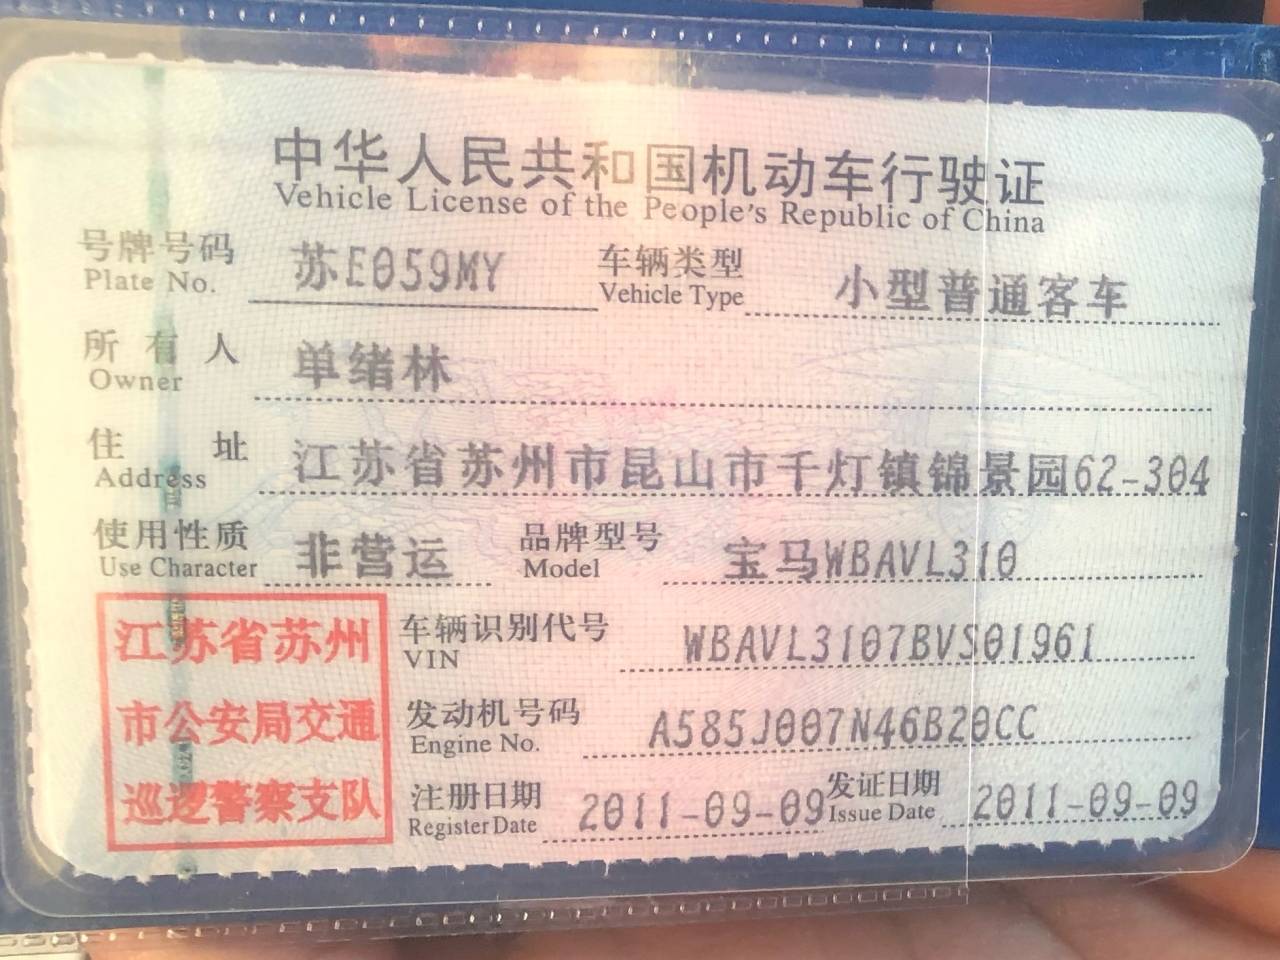 中华人民共和国机动车行驶证
Vehicle License of the People's Republic of China
号牌号码 苏E059MY 车辆类型 小型普通客车
Plate No. Vehicle Type
所有人 单绪林
Owner
住址 江苏省苏州市昆山市千灯镇锦景园62-304
Address
使用性质 非营运 品牌型号 宝马WBAVL310
Use Character Model
江苏省苏州
市公安局交通
巡逻警察支队
车辆识别代号 WBAVL3107BVS01961
VIN
发动机号码 A585J007N46B20CC
Engine No.
注册日期 2011-09-09 发证日期 2011-09-09
Register Date Issue Date